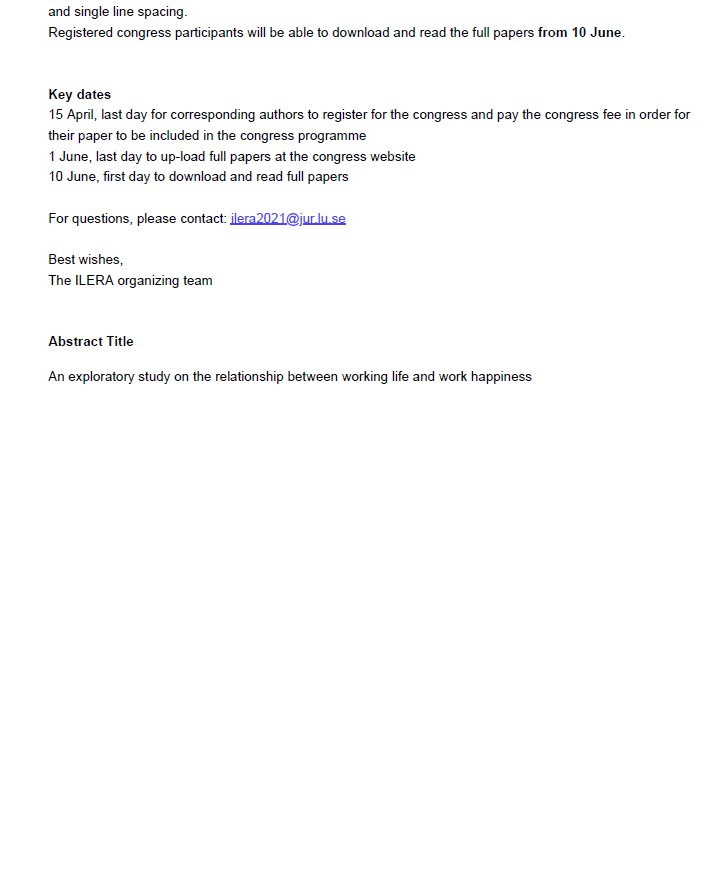 and single line spacing.
Registered congress participants will be able to download and read the full papers from 10 June.
Key dates
15 April, last day for corresponding authors to register for the congress and pay the congress fee in order for
their paper to be included in the congress programme
1 June, last day to up-load full papers at the congress website
10 June, first day to download and read full papers
For questions, please contact: ilera2021@jur.lu.se
Best wishes,
The ILERA organizing team
Abstract Title
An exploratory study on the relationship between working life and work happiness